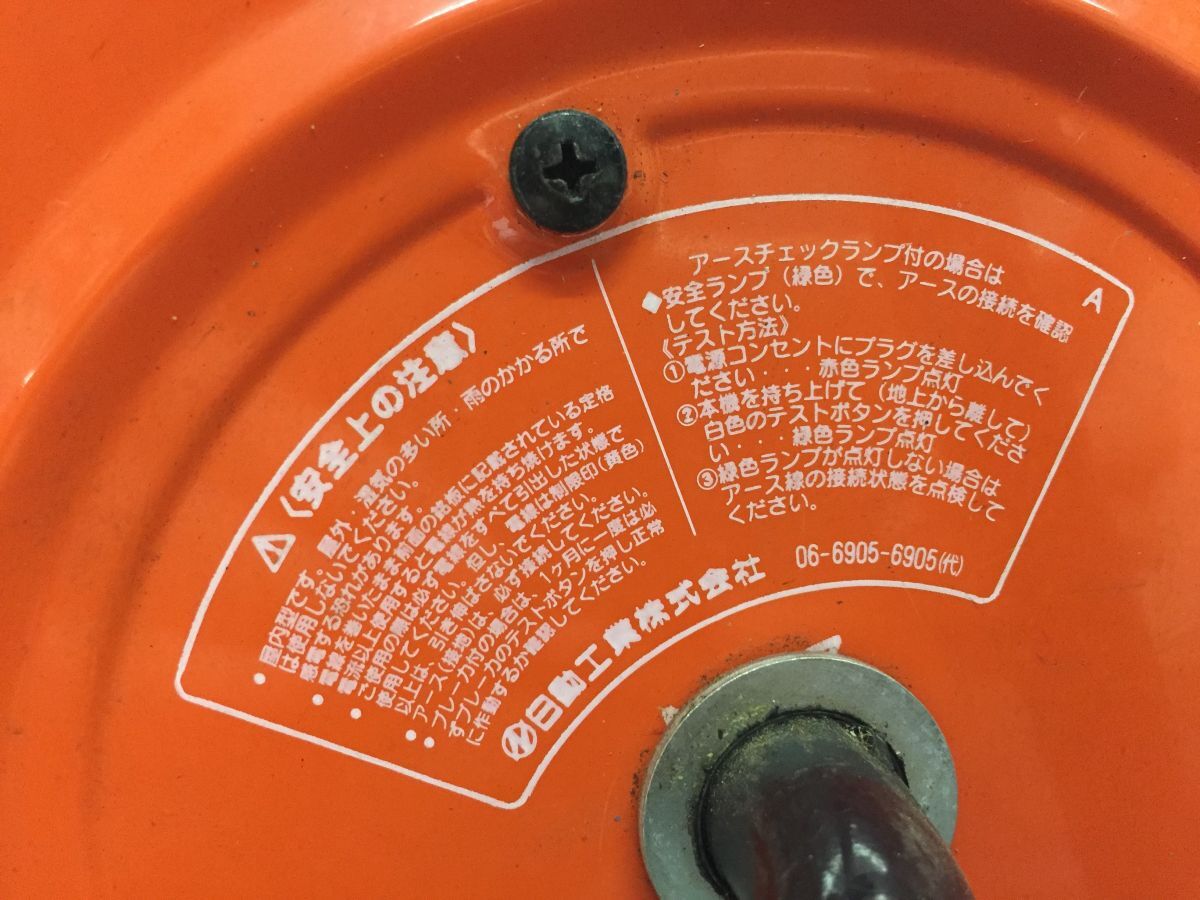 ⚠〈安全上の注意〉
• 屋内型です。屋外・湿気の多い所・雨のかかる所で
は使用しないでください。
感電する恐れがあります。
• 電線を巻いたまま前面の銘板に記載されている定格
電流以上使用すると電線が熱を持ち焼けます。
• ご使用の際は必ず電線をすべて引出した状態で
使用してください。但し、電線は制限印(黄色)
以上は、引き伸ばさないでください。
• アース(接地)は、必ず接続してください。
• ブレーカ付の場合は、1ヶ月に一度は必
ずブレーカのテストボタンを押し正常
に作動するか確認してください。
日動工業株式会社
A
アースチェックランプ付の場合は
◆安全ランプ(緑色)で、アースの接続を確認
してください。
《テスト方法》
①電源コンセントにプラグを差し込んでく
ださい・・・赤色ランプ点灯
②本機を持ち上げて(地上から離して)
白色のテストボタンを押してくださ
い・・・緑色ランプ点灯
③緑色ランプが点灯しない場合は
アース線の接続状態を点検して
ください。
06-6905-6905(代)